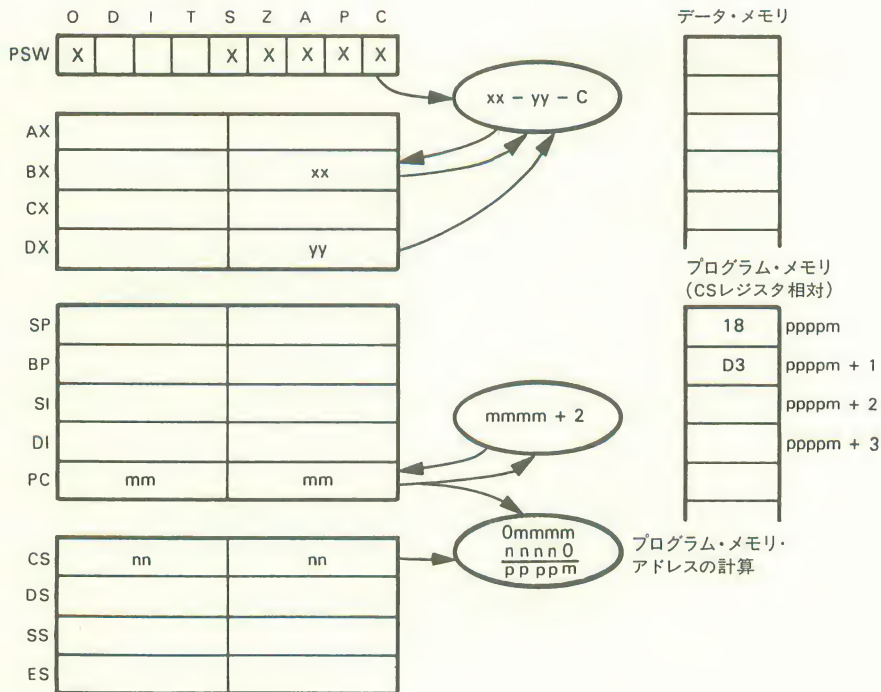 O D I T S Z A P C
PSW X X X X X X
xx − yy − C
データ・メモリ
AX
BX xx
CX
DX yy
プログラム・メモリ
(CSレジスタ相対)
18 ppppm
D3 ppppm + 1
ppppm + 2
ppppm + 3
SP
BP
SI
DI
PC mm mm
mmmm + 2
0mmmm
nnnn0
ppppm
プログラム・メモリ・
アドレスの計算
CS nn nn
DS
SS
ES